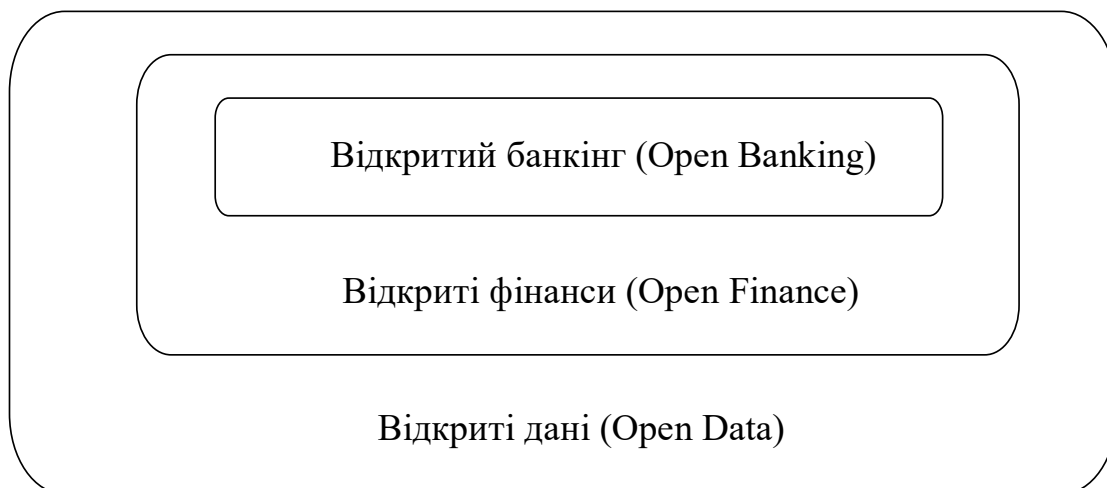 Відкритий банкінг (Open Banking)
Відкриті фінанси (Open Finance)
Відкриті дані (Open Data)